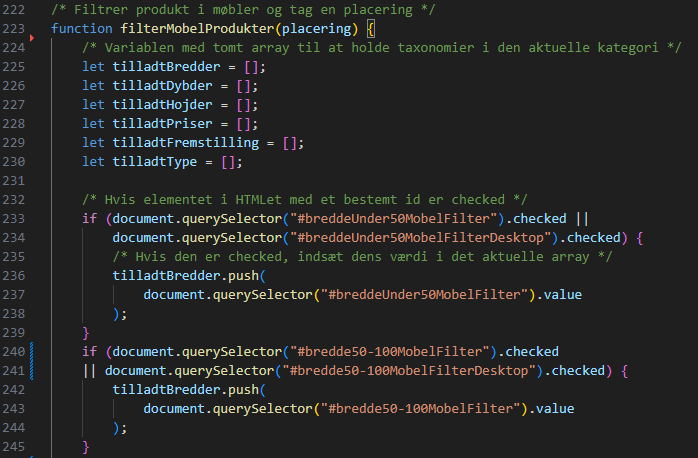 222 /* Filtrer produkt i møbler og tag en placering */
223 function filterMobelProdukter(placering) {
224     /* Variablen med tomt array til at holde taxonomier i den aktuelle kategori */
225     let tilladtBredder = [];
226     let tilladtDybder = [];
227     let tilladtHojder = [];
228     let tilladtPriser = [];
229     let tilladtFremstilling = [];
230     let tilladtType = [];
231
232     /* Hvis elementet i HTMLet med et bestemt id er checked */
233     if (document.querySelector("#breddeUnder50MobelFilter").checked ||
234         document.querySelector("#breddeUnder50MobelFilterDesktop").checked) {
235         /* Hvis den er checked, indsæt dens værdi i det aktuelle array */
236         tilladtBredder.push(
237             document.querySelector("#breddeUnder50MobelFilter").value
238         );
239     }
240     if (document.querySelector("#bredde50-100MobelFilter").checked
241     || document.querySelector("#bredde50-100MobelFilterDesktop").checked) {
242         tilladtBredder.push(
243             document.querySelector("#bredde50-100MobelFilter").value
244         );
245     }